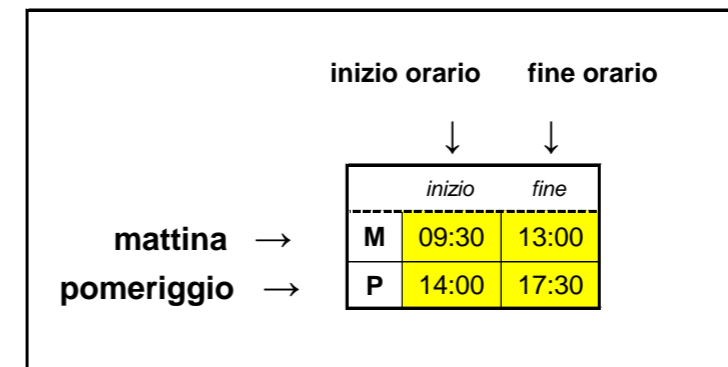 inizio orario fine orario
↓ ↓
inizio fine
mattina → M 09:30 13:00
pomeriggio → P 14:00 17:30